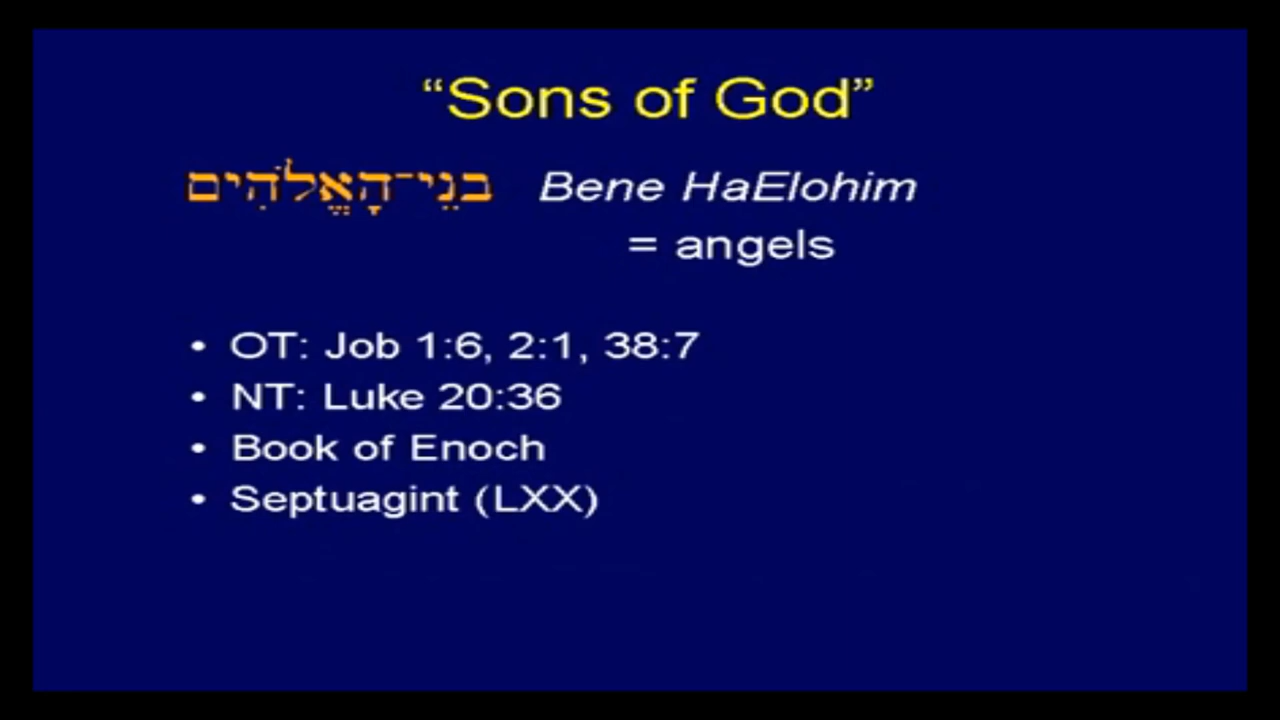 “Sons of God”
בְנֵי־הָאֱלֹהִים Bene HaElohim
= angels
• OT: Job 1:6, 2:1, 38:7
• NT: Luke 20:36
• Book of Enoch
• Septuagint (LXX)